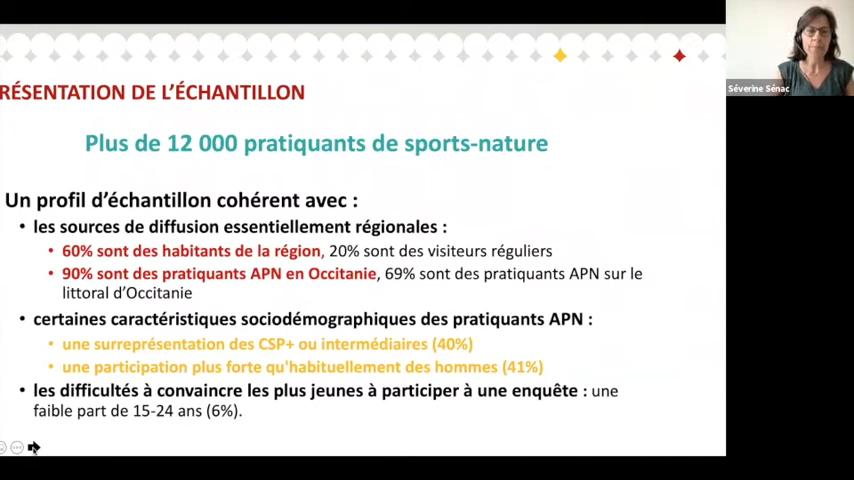 RÉSENTATION DE L'ÉCHANTILLON
Plus de 12 000 pratiquants de sports-nature
Un profil d'échantillon cohérent avec :
• les sources de diffusion essentiellement régionales :
• 60% sont des habitants de la région, 20% sont des visiteurs réguliers
• 90% sont des pratiquants APN en Occitanie, 69% sont des pratiquants APN sur le
littoral d'Occitanie
• certaines caractéristiques sociodémographiques des pratiquants APN :
• une surreprésentation des CSP+ ou intermédiaires (40%)
• une participation plus forte qu'habituellement des hommes (41%)
• les difficultés à convaincre les plus jeunes à participer à une enquête : une
faible part de 15-24 ans (6%).
Séverine Sénac